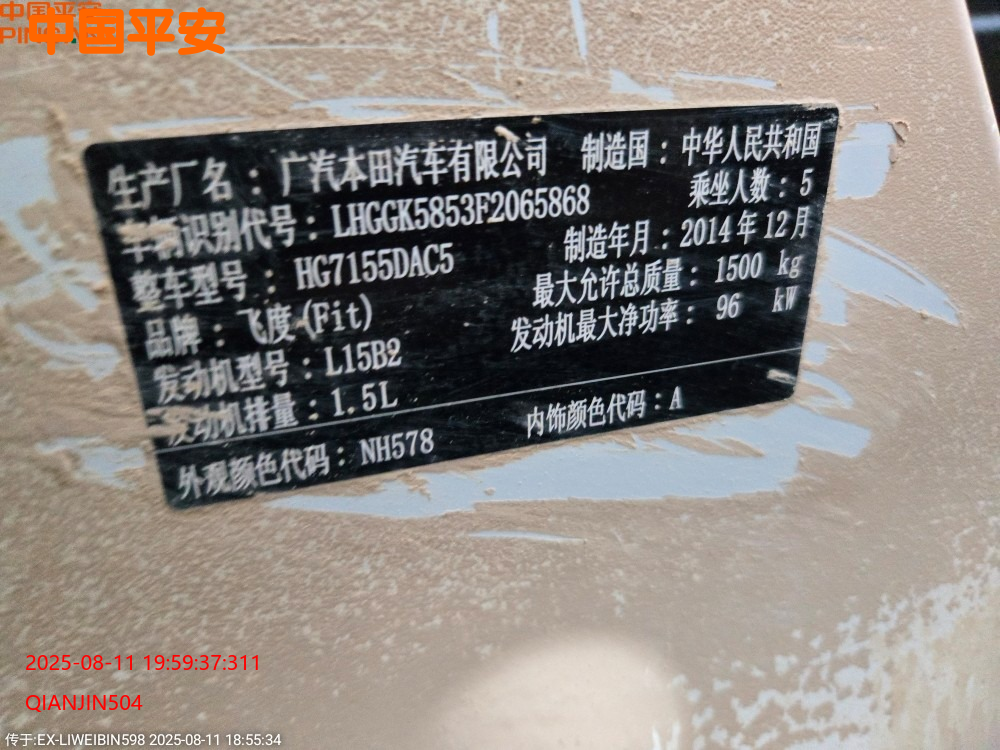 中国平安
PING AN
中国平安
生产厂名：广汽本田汽车有限公司 制造国：中华人民共和国
车辆识别代号：LHGGK5853F2065868 乘坐人数：5
整车型号：HG7155DAC5 制造年月：2014年12月
品牌：飞度(Fit) 最大允许总质量：1500 kg
发动机型号：L15B2 发动机最大净功率：96 kW
发动机排量：1.5L
外观颜色代码：NH578 内饰颜色代码：A
2025-08-11 19:59:37:311
QIANJIN504
传于:EX-LIWEIBIN598 2025-08-11 18:55:34